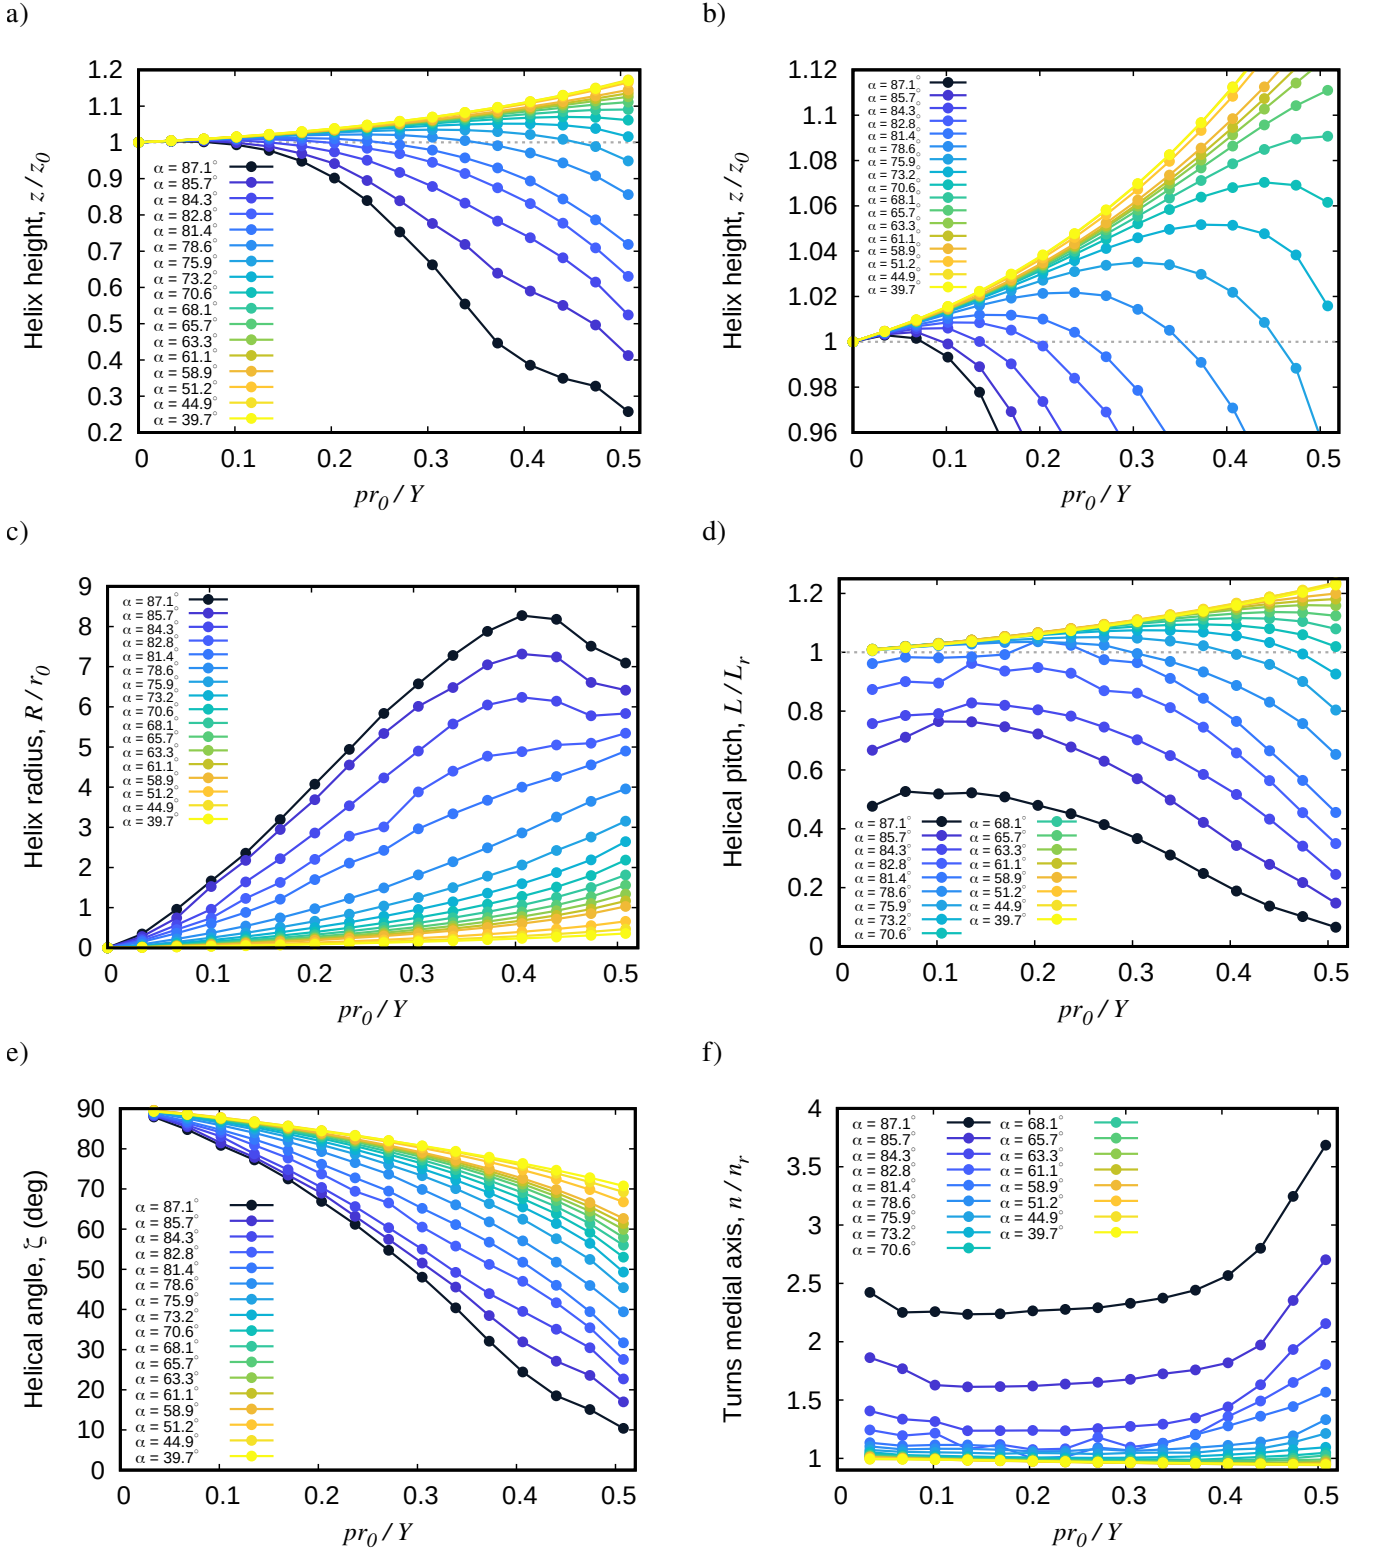 a)
1.2
1.1
1
0.9
0.8
0.7
0.6
0.5
0.4
0.3
0.2
Helix height, z / z0
α = 87.1°
α = 85.7°
α = 84.3°
α = 82.8°
α = 81.4°
α = 78.6°
α = 75.9°
α = 73.2°
α = 70.6°
α = 68.1°
α = 65.7°
α = 63.3°
α = 61.1°
α = 58.9°
α = 51.2°
α = 44.9°
α = 39.7°
0 0.1 0.2 0.3 0.4 0.5
pr0 / Y
b)
1.12
1.1
1.08
1.06
1.04
1.02
1
0.98
0.96
Helix height, z / z0
α = 87.1°
α = 85.7°
α = 84.3°
α = 82.8°
α = 81.4°
α = 78.6°
α = 75.9°
α = 73.2°
α = 70.6°
α = 68.1°
α = 65.7°
α = 63.3°
α = 61.1°
α = 58.9°
α = 51.2°
α = 44.9°
α = 39.7°
0 0.1 0.2 0.3 0.4 0.5
pr0 / Y
c)
9
8
7
6
5
4
3
2
1
0
Helix radius, R / r0
α = 87.1°
α = 85.7°
α = 84.3°
α = 82.8°
α = 81.4°
α = 78.6°
α = 75.9°
α = 73.2°
α = 70.6°
α = 68.1°
α = 65.7°
α = 63.3°
α = 61.1°
α = 58.9°
α = 51.2°
α = 44.9°
α = 39.7°
0 0.1 0.2 0.3 0.4 0.5
pr0 / Y
d)
1.2
1
0.8
0.6
0.4
0.2
0
Helical pitch, L / Lr
α = 87.1° α = 68.1°
α = 85.7° α = 65.7°
α = 84.3° α = 63.3°
α = 82.8° α = 61.1°
α = 81.4° α = 58.9°
α = 78.6° α = 51.2°
α = 75.9° α = 44.9°
α = 73.2° α = 39.7°
α = 70.6°
0 0.1 0.2 0.3 0.4 0.5
pr0 / Y
e)
90
80
70
60
50
40
30
20
10
0
Helical angle, ζ (deg)
α = 87.1°
α = 85.7°
α = 84.3°
α = 82.8°
α = 81.4°
α = 78.6°
α = 75.9°
α = 73.2°
α = 70.6°
α = 68.1°
α = 65.7°
α = 63.3°
α = 61.1°
α = 58.9°
α = 51.2°
α = 44.9°
α = 39.7°
0 0.1 0.2 0.3 0.4 0.5
pr0 / Y
f)
4
3.5
3
2.5
2
1.5
1
Turns medial axis, n / nr
α = 87.1° α = 68.1°
α = 85.7° α = 65.7°
α = 84.3° α = 63.3°
α = 82.8° α = 61.1°
α = 81.4° α = 58.9°
α = 78.6° α = 51.2°
α = 75.9° α = 44.9°
α = 73.2° α = 39.7°
α = 70.6°
0 0.1 0.2 0.3 0.4 0.5
pr0 / Y